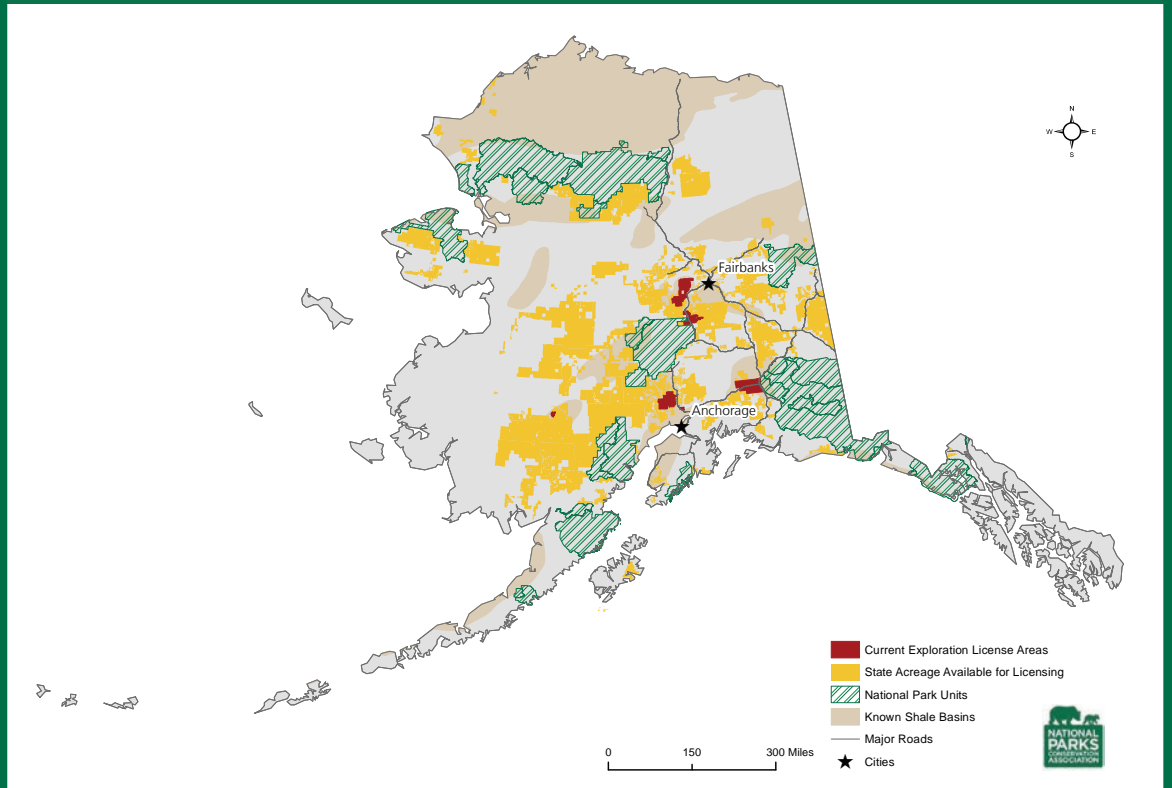 N
W E
S
Fairbanks
Anchorage
Current Exploration License Areas
State Acreage Available for Licensing
National Park Units
Known Shale Basins
Major Roads
Cities
0 150 300 Miles
NATIONAL
PARKS
CONSERVATION
ASSOCIATION